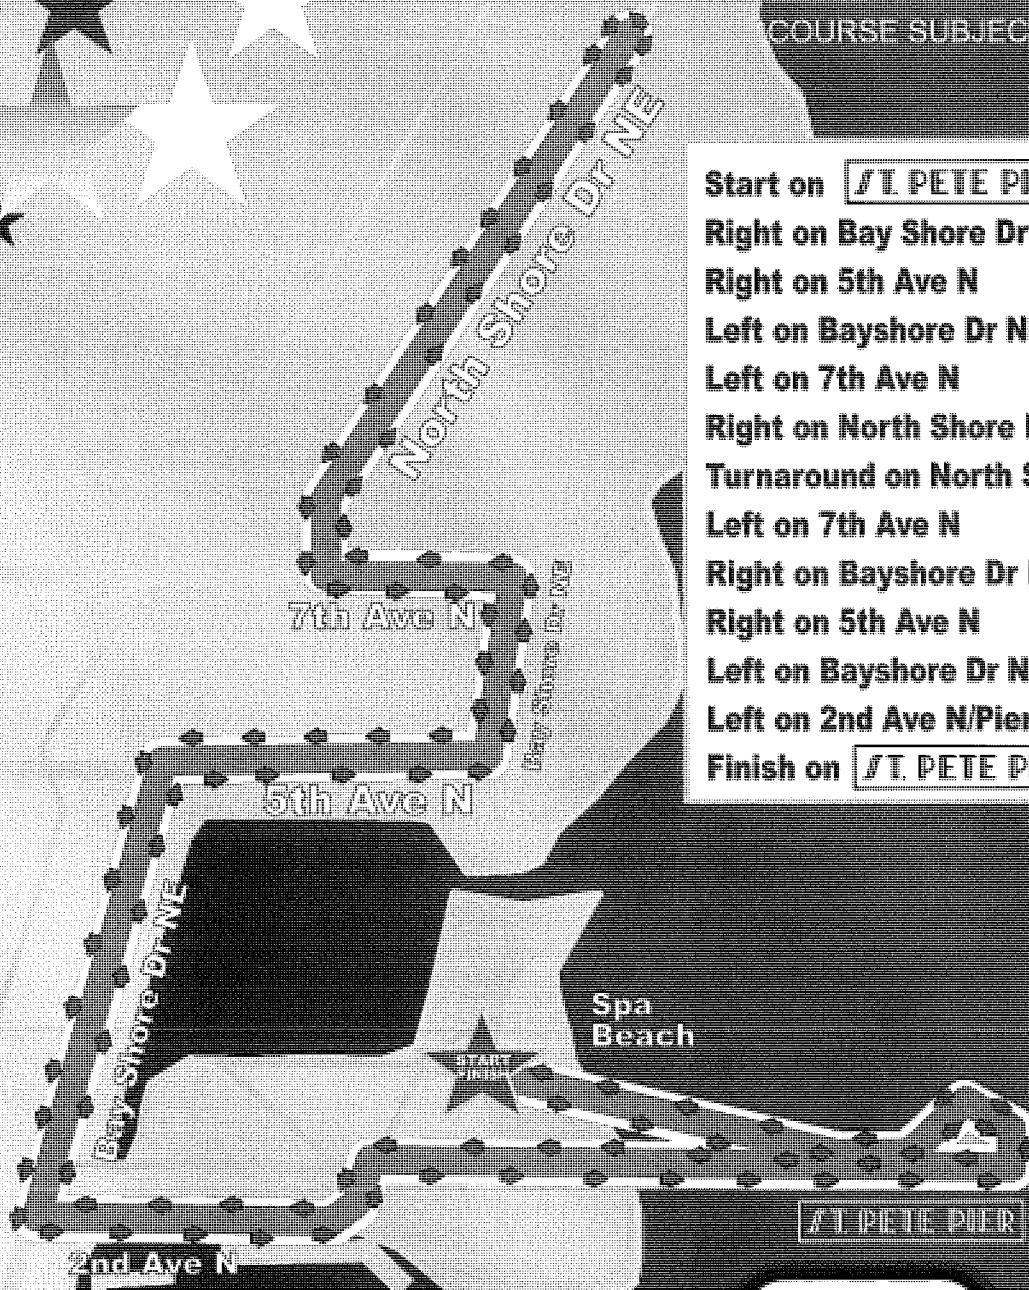 COURSE SUBJEC
Start on ST. PETE PI
Right on Bay Shore Dr
Right on 5th Ave N
Left on Bayshore Dr N
Left on 7th Ave N
Right on North Shore
Turnaround on North S
Left on 7th Ave N
Right on Bayshore Dr
Right on 5th Ave N
Left on Bayshore Dr N
Left on 2nd Ave N/Pier
Finish on ST. PETE P
North Shore Dr NE
7th Ave N
Bay Shore Dr NE
5th Ave N
Bay Shore Dr NE
Spa
Beach
START
FINISH
ST. PETE PIER
2nd Ave N